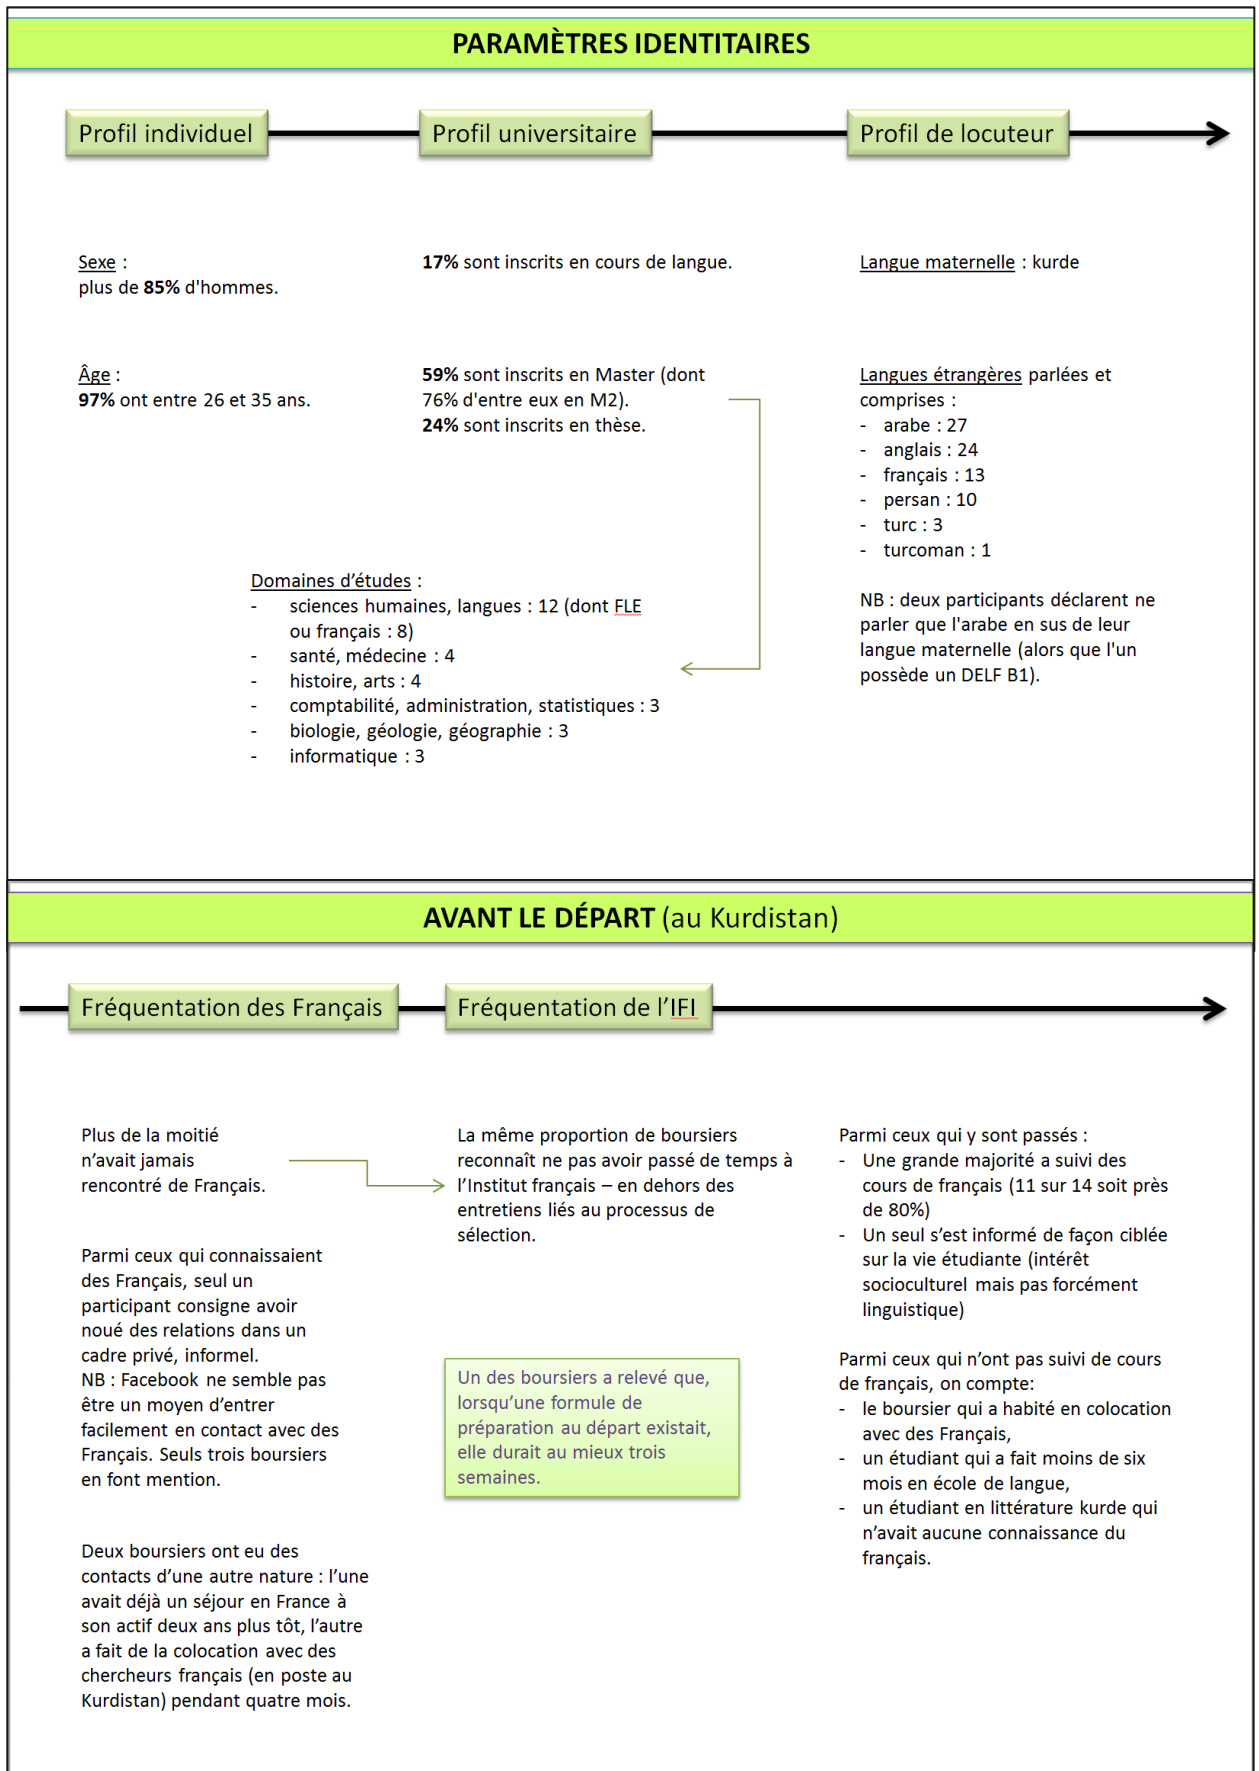 PARAMÈTRES IDENTITAIRES
Profil individuel
Profil universitaire
Profil de locuteur
Sexe :
plus de 85% d'hommes.
Âge :
97% ont entre 26 et 35 ans.
17% sont inscrits en cours de langue.
59% sont inscrits en Master (dont
76% d'entre eux en M2).
24% sont inscrits en thèse.
Domaines d’études :
- sciences humaines, langues : 12 (dont FLE
ou français : 8)
- santé, médecine : 4
- histoire, arts : 4
- comptabilité, administration, statistiques : 3
- biologie, géologie, géographie : 3
- informatique : 3
Langue maternelle : kurde
Langues étrangères parlées et
comprises :
- arabe : 27
- anglais : 24
- français : 13
- persan : 10
- turc : 3
- turcoman : 1
NB : deux participants déclarent ne
parler que l'arabe en sus de leur
langue maternelle (alors que l'un
possède un DELF B1).
AVANT LE DÉPART (au Kurdistan)
Fréquentation des Français
Fréquentation de l’IFI
Plus de la moitié
n’avait jamais
rencontré de Français.
Parmi ceux qui connaissaient
des Français, seul un
participant consigne avoir
noué des relations dans un
cadre privé, informel.
NB : Facebook ne semble pas
être un moyen d’entrer
facilement en contact avec des
Français. Seuls trois boursiers
en font mention.
Deux boursiers ont eu des
contacts d’une autre nature : l’une
avait déjà un séjour en France à
son actif deux ans plus tôt, l’autre
a fait de la colocation avec des
chercheurs français (en poste au
Kurdistan) pendant quatre mois.
La même proportion de boursiers
reconnaît ne pas avoir passé de temps à
l’Institut français – en dehors des
entretiens liés au processus de
sélection.
Un des boursiers a relevé que,
lorsqu’une formule de
préparation au départ existait,
elle durait au mieux trois
semaines.
Parmi ceux qui y sont passés :
- Une grande majorité a suivi des
cours de français (11 sur 14 soit près
de 80%)
- Un seul s’est informé de façon ciblée
sur la vie étudiante (intérêt
socioculturel mais pas forcément
linguistique)
Parmi ceux qui n’ont pas suivi de cours
de français, on compte:
- le boursier qui a habité en colocation
avec des Français,
- un étudiant qui a fait moins de six
mois en école de langue,
- un étudiant en littérature kurde qui
n’avait aucune connaissance du
français.